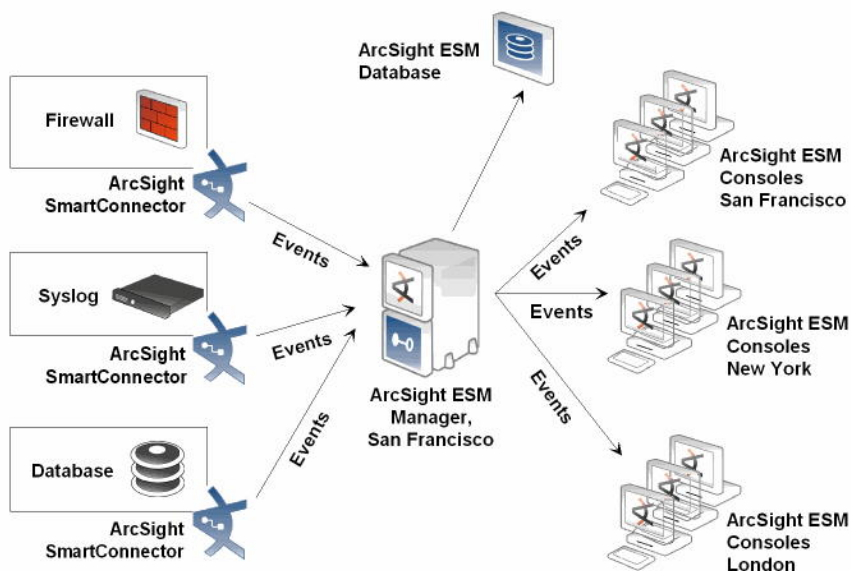 ArcSight ESM
Database
Firewall
ArcSight
SmartConnector
Events
Syslog
ArcSight
SmartConnector
Events
Database
ArcSight
SmartConnector
Events
ArcSight ESM
Manager,
San Francisco
Events
ArcSight ESM
Consoles
San Francisco
Events
ArcSight ESM
Consoles
New York
Events
ArcSight ESM
Consoles
London